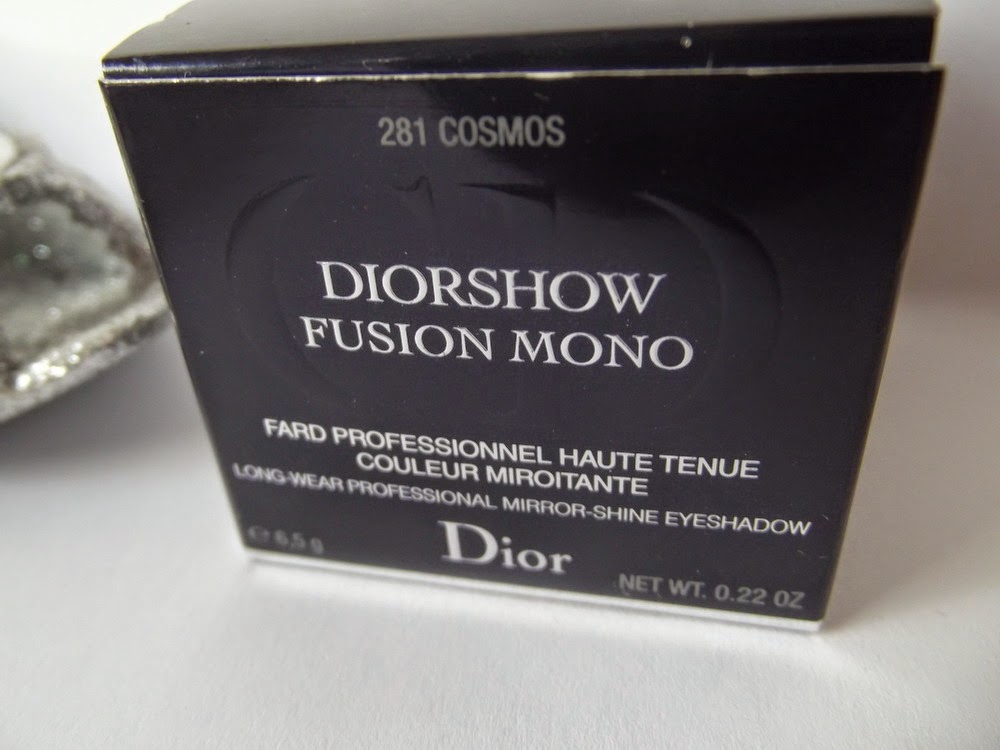 281 COSMOS
DIORSHOW
FUSION MONO
FARD PROFESSIONNEL HAUTE TENUE
COULEUR MIROITANTE
LONG-WEAR PROFESSIONAL MIRROR-SHINE EYESHADOW
℮ 6,5 g
Dior
NET WT. 0.22 OZ